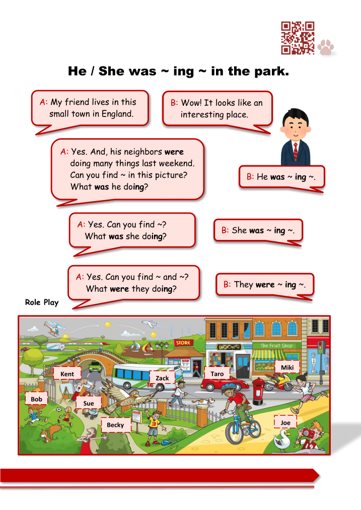 He / She was ~ ing ~ in the park.
A: My friend lives in this
small town in England.
B: Wow! It looks like an
interesting place.
A: Yes. And, his neighbors were
doing many things last weekend.
Can you find ~ in this picture?
What was he doing?
B: He was ~ ing ~.
A: Yes. Can you find ~?
What was she doing?
B: She was ~ ing ~.
A: Yes. Can you find ~ and ~?
What were they doing?
B: They were ~ ing ~.
Role Play
STORE
The Fruit Shop
Kent
Zack
Taro
Miki
Bob
Sue
Becky
Joe